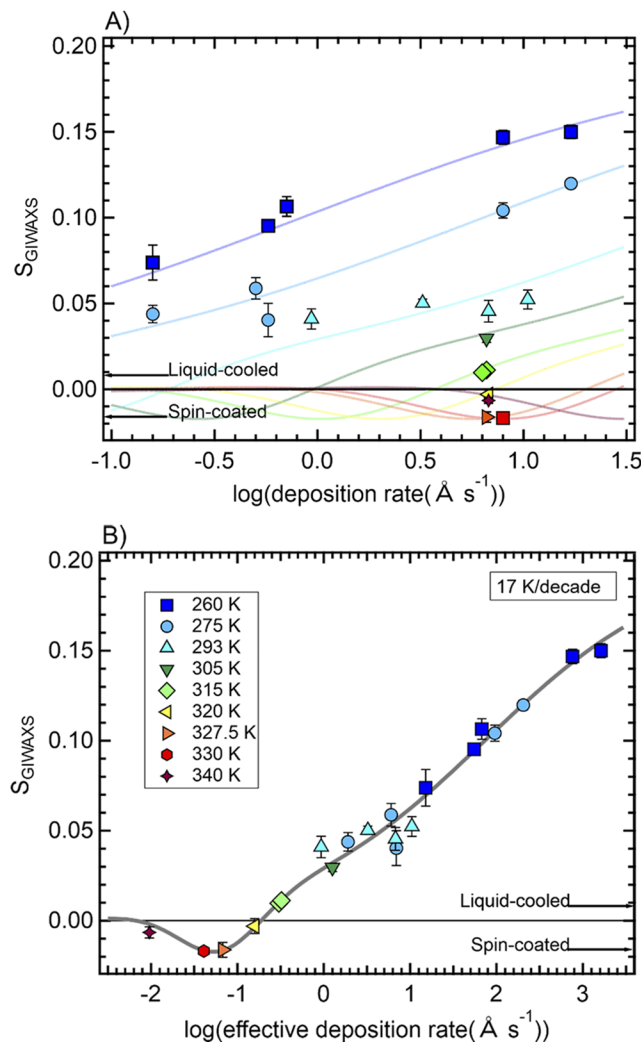 A)
0.20
0.15
0.10
0.05
0.00
S_GIWAXS
Liquid-cooled
Spin-coated
-1.0 -0.5 0.0 0.5 1.0 1.5
log(deposition rate(Å s⁻¹))
B)
0.20
0.15
0.10
0.05
0.00
S_GIWAXS
17 K/decade
260 K
275 K
293 K
305 K
315 K
320 K
327.5 K
330 K
340 K
Liquid-cooled
Spin-coated
-2 -1 0 1 2 3
log(effective deposition rate(Å s⁻¹))